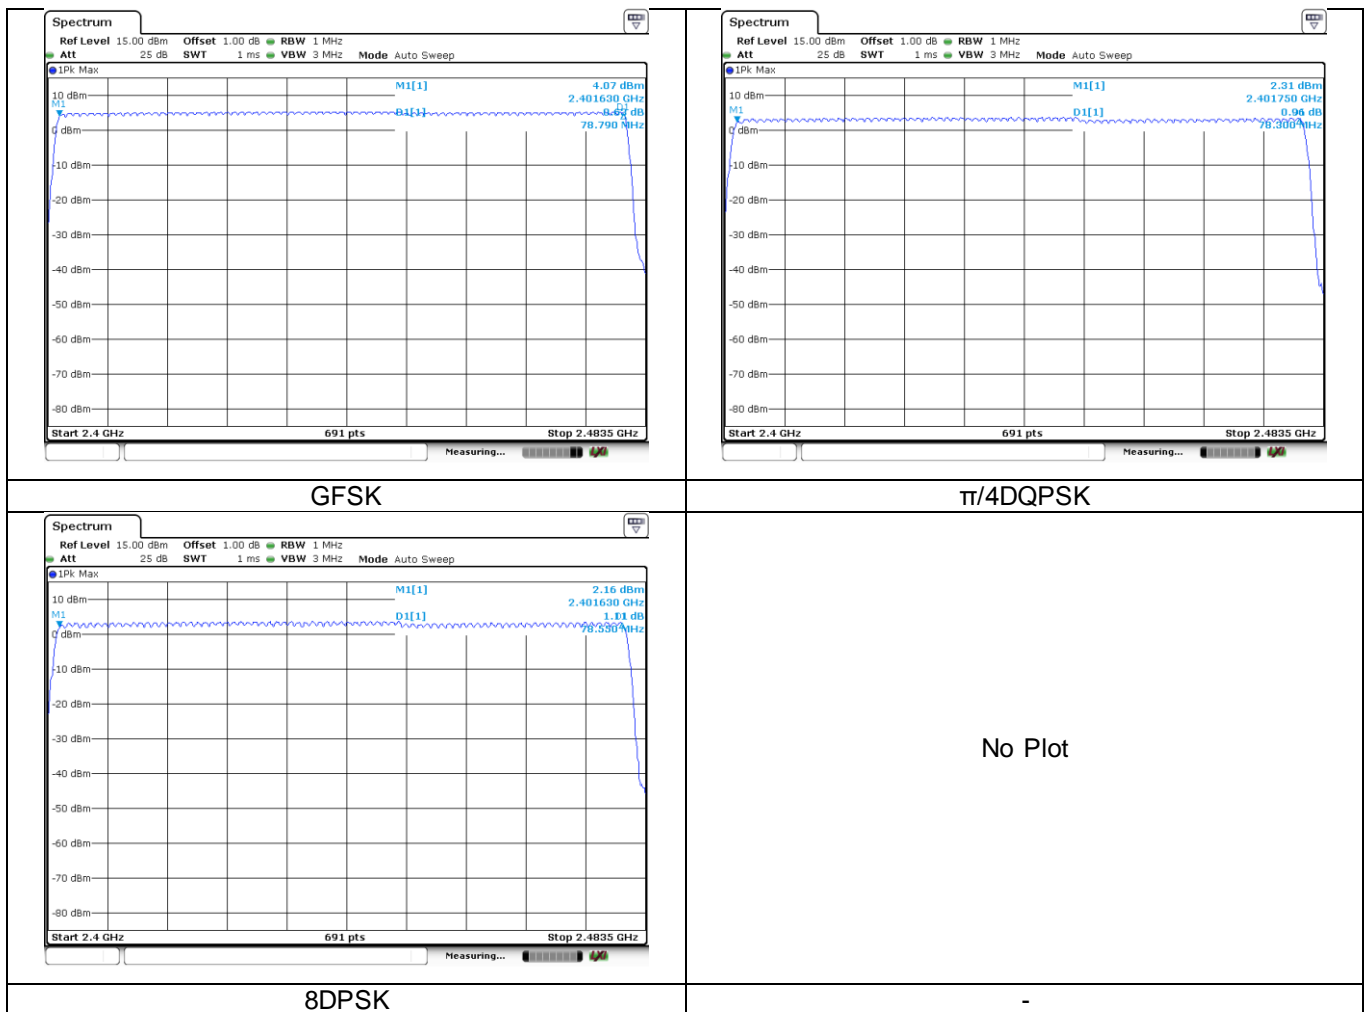 Spectrum
Ref Level 15.00 dBm Offset 1.00 dB RBW 1 MHz
Att 25 dB SWT 1 ms VBW 3 MHz Mode Auto Sweep
1Pk Max
M1[1] 4.07 dBm
2.401630 GHz
D1[1] dB
78.790 MHz
M1
D1
10 dBm
0 dBm
-10 dBm
-20 dBm
-30 dBm
-40 dBm
-50 dBm
-60 dBm
-70 dBm
-80 dBm
Start 2.4 GHz 691 pts Stop 2.4835 GHz
Measuring... LXI
GFSK
Spectrum
Ref Level 15.00 dBm Offset 1.00 dB RBW 1 MHz
Att 25 dB SWT 1 ms VBW 3 MHz Mode Auto Sweep
1Pk Max
M1[1] 2.31 dBm
2.401750 GHz
D1[1] 0.96 dB
78.300 MHz
M1
10 dBm
0 dBm
-10 dBm
-20 dBm
-30 dBm
-40 dBm
-50 dBm
-60 dBm
-70 dBm
-80 dBm
Start 2.4 GHz 691 pts Stop 2.4835 GHz
Measuring... LXI
π/4DQPSK
Spectrum
Ref Level 15.00 dBm Offset 1.00 dB RBW 1 MHz
Att 25 dB SWT 1 ms VBW 3 MHz Mode Auto Sweep
1Pk Max
M1[1] 2.16 dBm
2.401630 GHz
D1[1] 1.11 dB
MHz
M1
D1
10 dBm
0 dBm
-10 dBm
-20 dBm
-30 dBm
-40 dBm
-50 dBm
-60 dBm
-70 dBm
-80 dBm
Start 2.4 GHz 691 pts Stop 2.4835 GHz
Measuring... LXI
8DPSK
No Plot
-